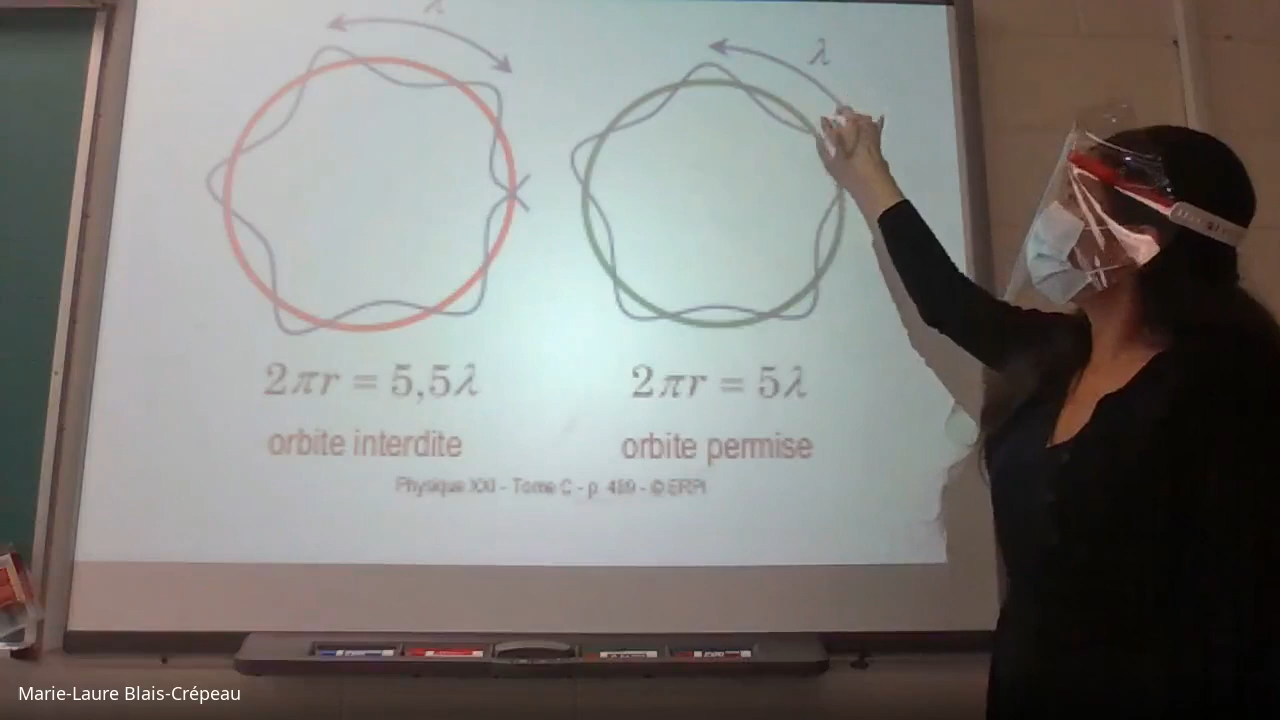 λ
λ
2πr = 5,5λ
2πr = 5λ
orbite interdite
orbite permise
Physique XXI - Tome C - p. 489 - © ERPI
Marie-Laure Blais-Crépeau